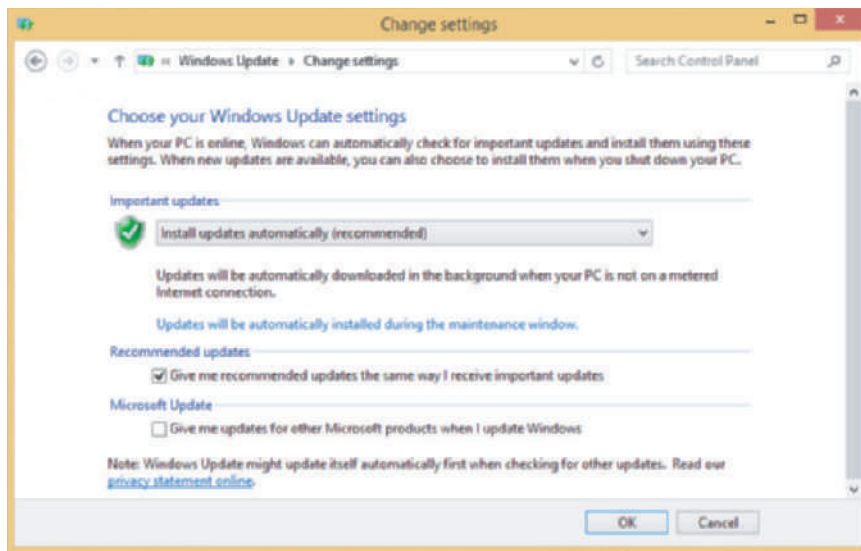 Change settings
« Windows Update ▸ Change settings
Search Control Panel
Choose your Windows Update settings
When your PC is online, Windows can automatically check for important updates and install them using these
settings. When new updates are available, you can also choose to install them when you shut down your PC.
Important updates
Install updates automatically (recommended)
Updates will be automatically downloaded in the background when your PC is not on a metered
Internet connection.
Updates will be automatically installed during the maintenance window.
Recommended updates
Give me recommended updates the same way I receive important updates
Microsoft Update
Give me updates for other Microsoft products when I update Windows
Note: Windows Update might update itself automatically first when checking for other updates. Read our
privacy statement online.
OK
Cancel